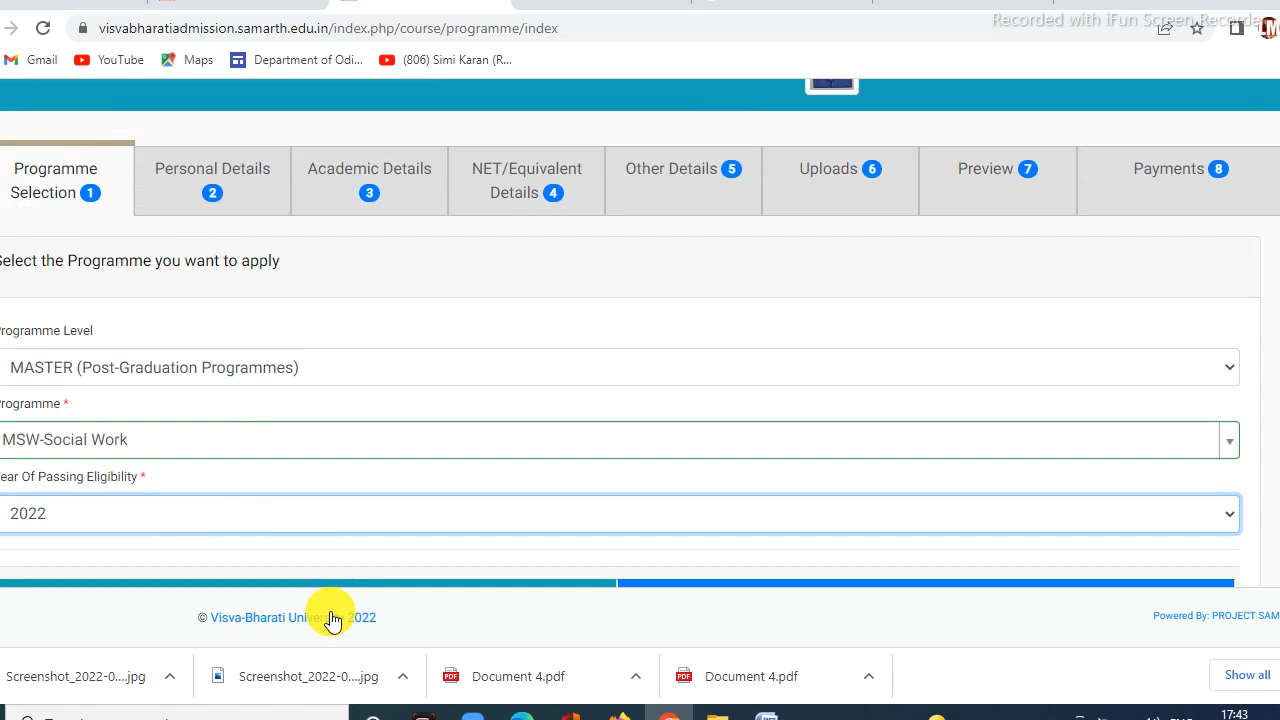 Recorded with iFun Screen Recorder
visvabharatiadmission.samarth.edu.in/index.php/course/programme/index
Gmail YouTube Maps Department of Odi... (806) Simi Karan (R...
Programme Selection 1
Personal Details 2
Academic Details 3
NET/Equivalent Details 4
Other Details 5
Uploads 6
Preview 7
Payments 8
elect the Programme you want to apply
rogramme Level
MASTER (Post-Graduation Programmes)
rogramme *
MSW-Social Work
ear Of Passing Eligibility *
2022
© Visva-Bharati University 2022
Powered By: PROJECT SAM
Screenshot_2022-0....jpg Screenshot_2022-0....jpg Document 4.pdf Document 4.pdf Show all
17:43